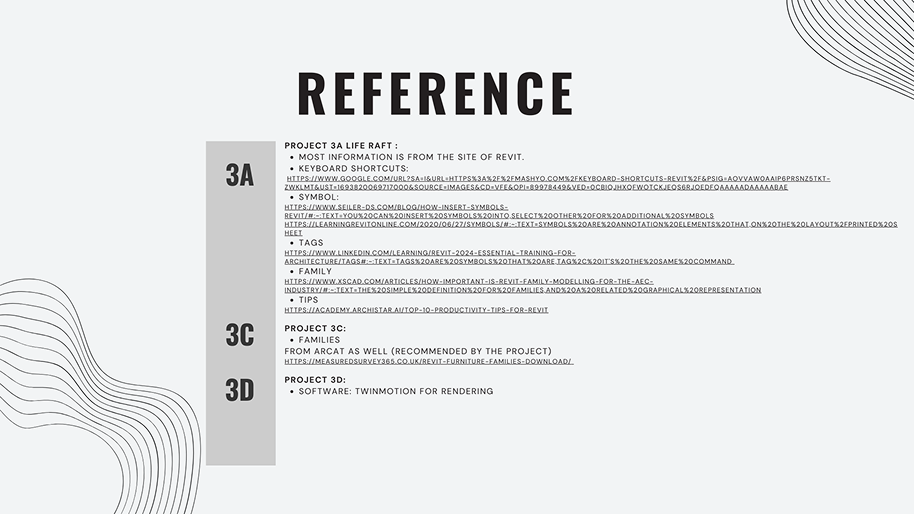 REFERENCE
3A
PROJECT 3A LIFE RAFT :
• MOST INFORMATION IS FROM THE SITE OF REVIT.
• KEYBOARD SHORTCUTS:
HTTPS://WWW.GOOGLE.COM/URL?SA=I&URL=HTTPS%3A%2F%2FMASHYO.COM%2FKEYBOARD-SHORTCUTS-REVIT%2F&PSIG=AOVVAW0AAIP6PRSNZ5TKT-
ZWKLMT&UST=1693820069717000&SOURCE=IMAGES&CD=VFE&OPI=89978449&VED=0CBIQJHXQFWOTCKJEQS6RJOEDFQAAAAADAAAAABAE
• SYMBOL:
HTTPS://WWW.SEILER-DS.COM/BLOG/HOW-INSERT-SYMBOLS-
REVIT/#:~:TEXT=YOU%20CAN%20INSERT%20SYMBOLS%20INTO,SELECT%20OTHER%20FOR%20ADDITIONAL%20SYMBOLS
HTTPS://LEARNINGREVITONLINE.COM/2020/06/27/SYMBOLS/#:~:TEXT=SYMBOLS%20ARE%20ANNOTATION%20ELEMENTS%20THAT,ON%20THE%20LAYOUT%2FPRINTED%20S
HEET
• TAGS
HTTPS://WWW.LINKEDIN.COM/LEARNING/REVIT-2024-ESSENTIAL-TRAINING-FOR-
ARCHITECTURE/TAGS#:~:TEXT=TAGS%20ARE%20SYMBOLS%20THAT%20ARE,TAG%2C%20IT'S%20THE%20SAME%20COMMAND.
• FAMILY
HTTPS://WWW.XSCAD.COM/ARTICLES/HOW-IMPORTANT-IS-REVIT-FAMILY-MODELLING-FOR-THE-AEC-
INDUSTRY/#:~:TEXT=THE%20SIMPLE%20DEFINITION%20FOR%20FAMILIES,AND%20A%20RELATED%20GRAPHICAL%20REPRESENTATION
• TIPS
HTTPS://ACADEMY.ARCHISTAR.AI/TOP-10-PRODUCTIVITY-TIPS-FOR-REVIT
3C
PROJECT 3C:
• FAMILIES
FROM ARCAT AS WELL (RECOMMENDED BY THE PROJECT)
HTTPS://MEASUREDSURVEY365.CO.UK/REVIT-FURNITURE-FAMILIES-DOWNLOAD/
3D
PROJECT 3D:
• SOFTWARE: TWINMOTION FOR RENDERING